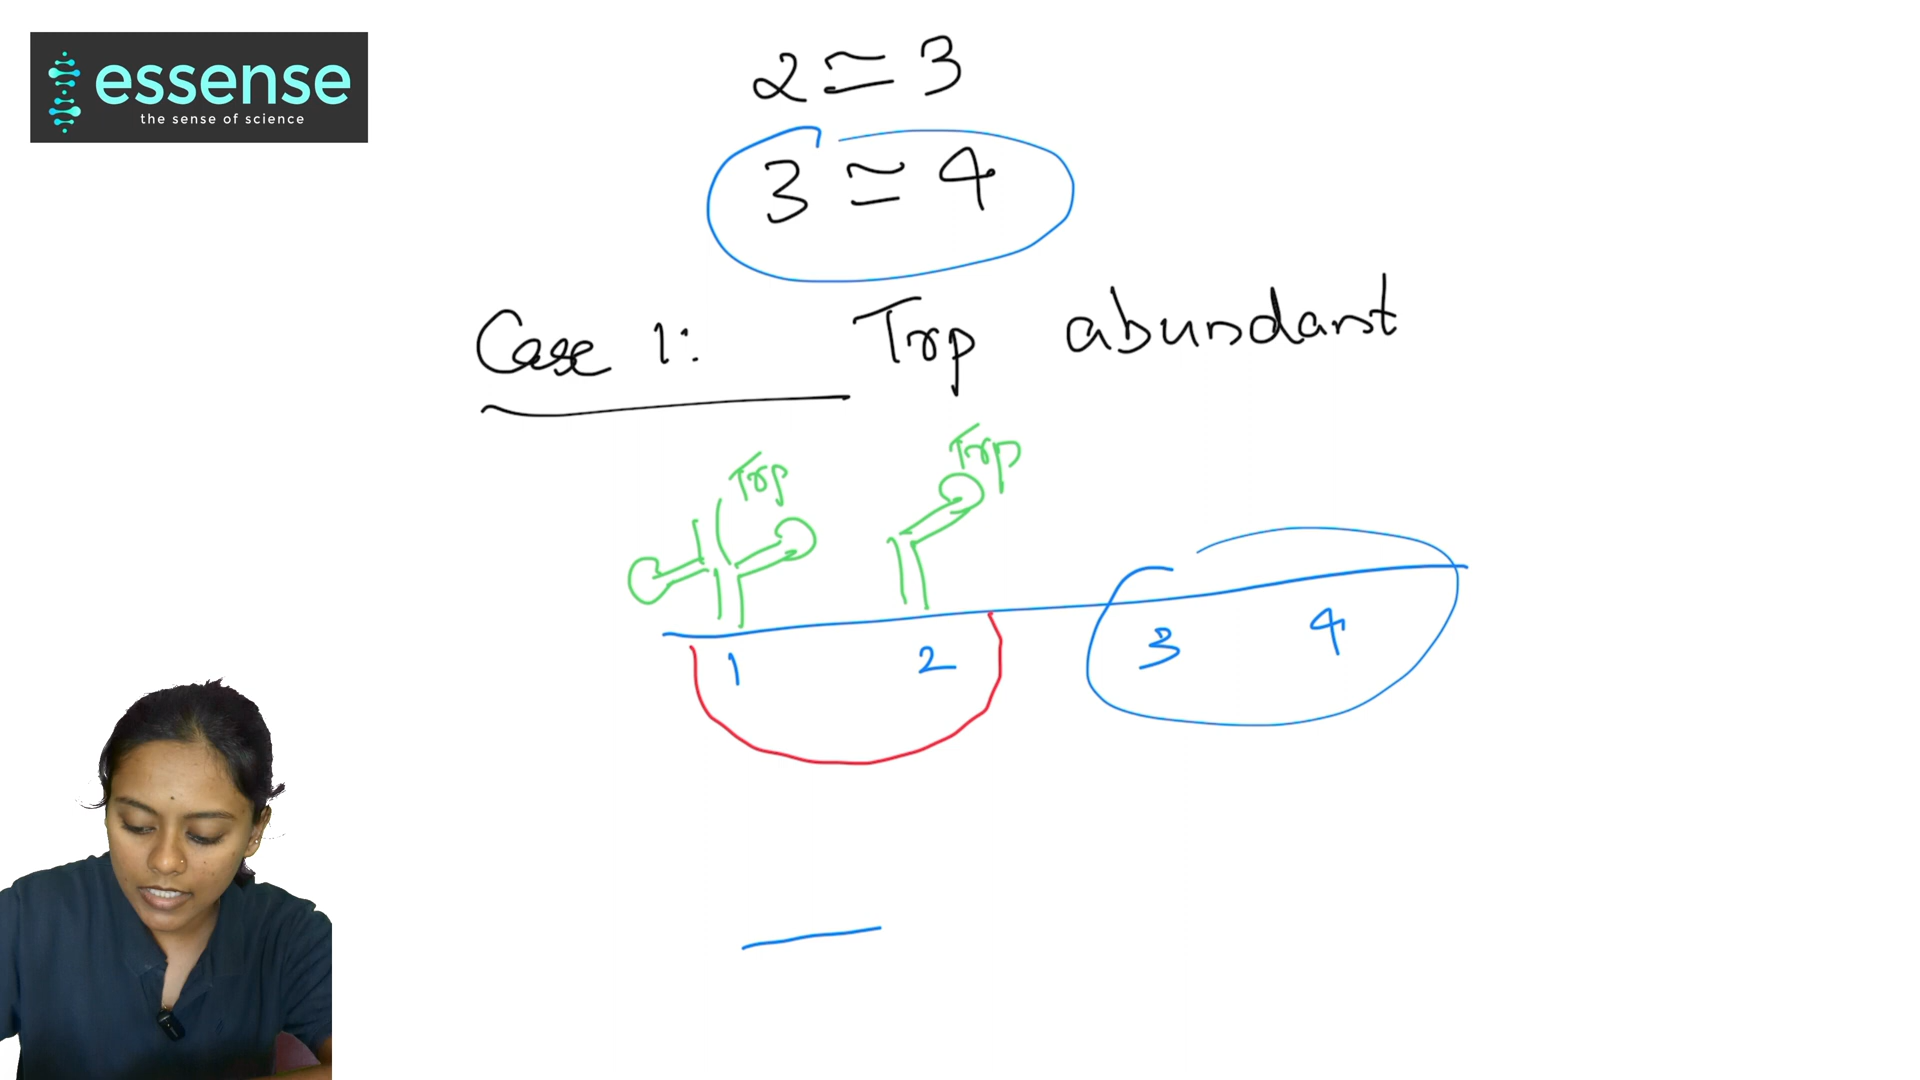 essense
the sense of science
2 ≃ 3
3 ≃ 4
Case 1: Trp abundant
Trp Trp
1 2 3 4